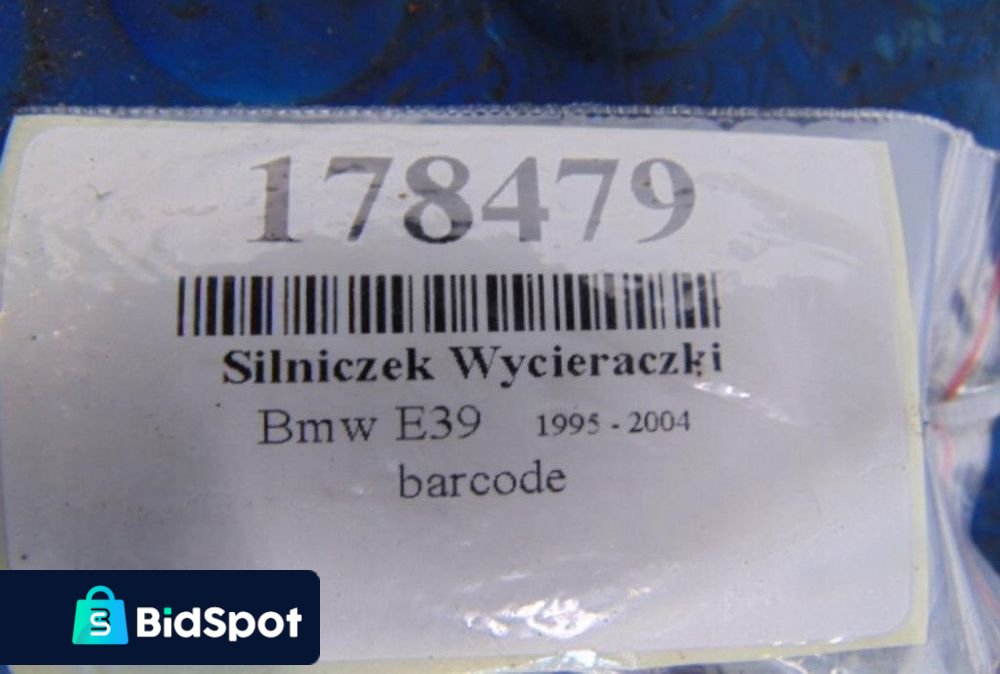 178479
Silniczek Wycieraczki
Bmw E39 1995 - 2004
barcode
BidSpot